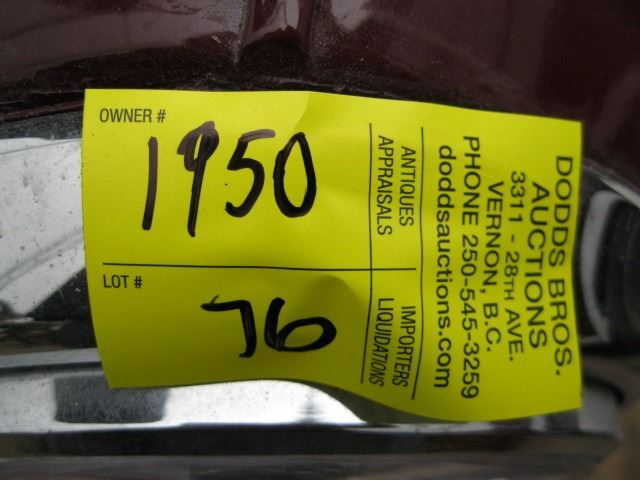 OWNER #
1950
LOT #
76
ANTIQUES
APPRAISALS
IMPORTERS
LIQUIDATIONS
DODDS BROS.
AUCTIONS
3311 - 28TH AVE.
VERNON, B.C.
PHONE 250-545-3259
doddsauctions.com